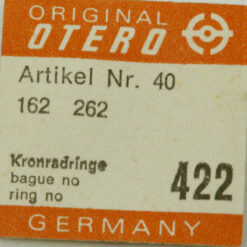 ORIGINAL
OTERO
Artikel Nr. 40
162 262
Kronradringe
bague no
ring no
422
GERMANY